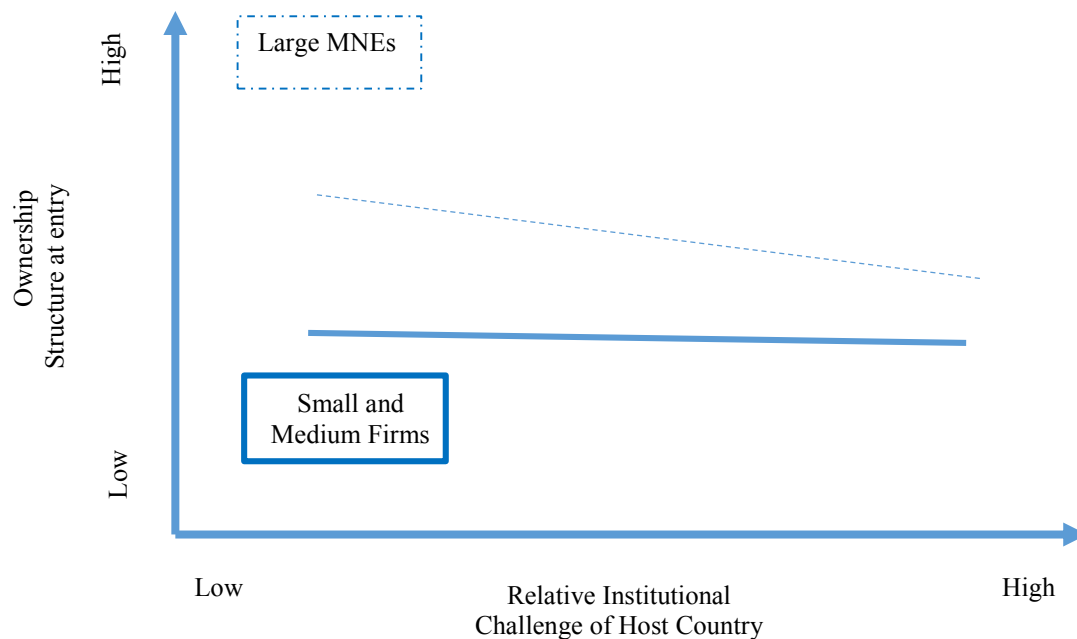 High
Large MNEs
Ownership
Structure at entry
Small and
Medium Firms
Low
Low
Relative Institutional
Challenge of Host Country
High